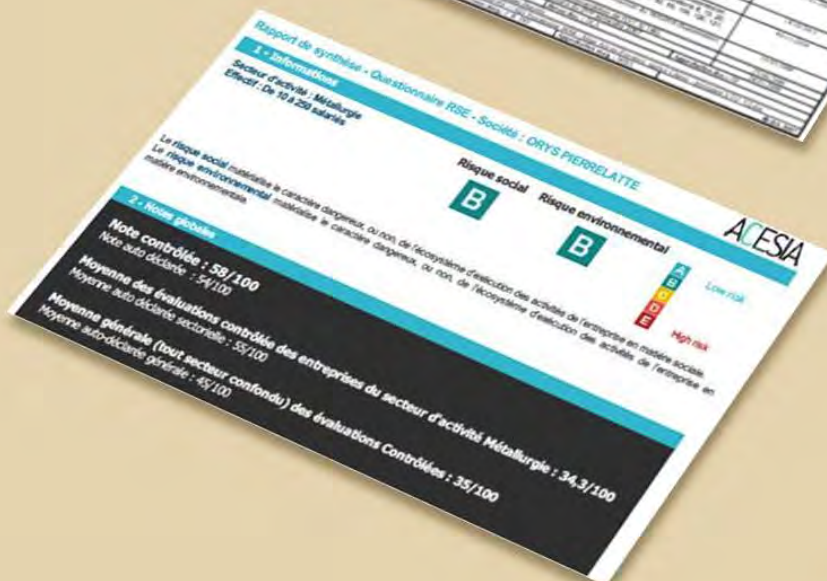 Rapport de synthèse - Questionnaire RSE - Société : ORYS PIERRELATTE
ACESIA
1 - Informations
Secteur d'activité : Métallurgie
Effectif : De 10 à 250 salariés
Risque social
B
Risque environnemental
B
A
B
C
D
E
Low risk
High risk
Le risque social matérialise le caractère dangereux, ou non, de l'écosystème d'exécution des activités de l'entreprise en matière sociale.
Le risque environnemental matérialise le caractère dangereux, ou non, de l'écosystème d'exécution des activités de l'entreprise en
matière environnementale.
2 - Notes globales
Note contrôlée : 58/100
Note auto déclarée : 54/100
Moyenne des évaluations contrôlée des entreprises du secteur d'activité Métallurgie : 34,3/100
Moyenne auto déclarée sectorielle : 55/100
Moyenne générale (tout secteur confondu) des évaluations Contrôlées : 35/100
Moyenne auto-déclarée générale : 45/100